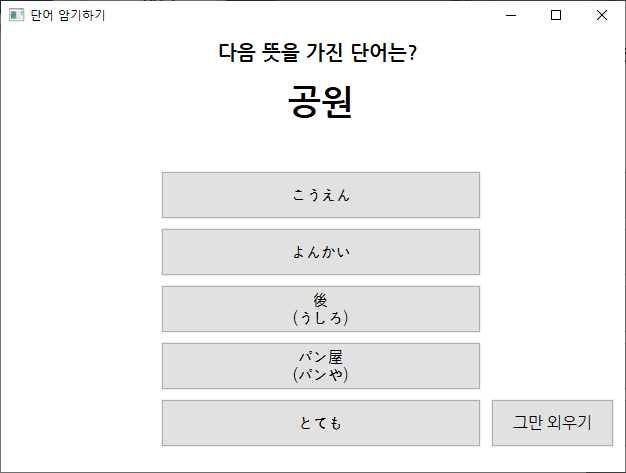 단어 암기하기
다음 뜻을 가진 단어는?
공원
こうえん
よんかい
後
(うしろ)
パン屋
(パンや)
とても
그만 외우기